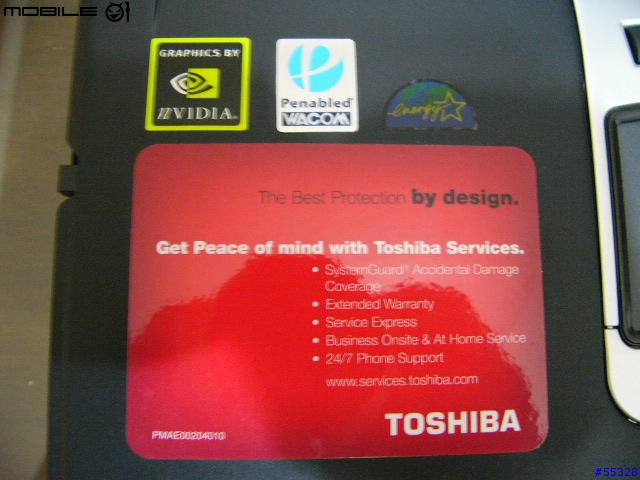 MOBILE 01
GRAPHICS BY
NVIDIA
Penabled
WACOM
energy
The Best Protection by design.
Get Peace of mind with Toshiba Services.
• SystemGuard® Accidental Damage
Coverage
• Extended Warranty
• Service Express
• Business Onsite & At Home Service
• 24/7 Phone Support
www.services.toshiba.com
PMAE00204010
TOSHIBA
#55328